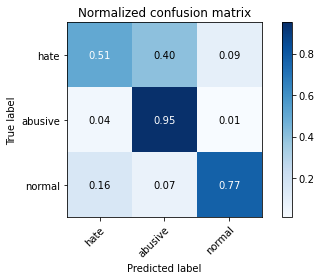 Normalized confusion matrix
True label
hate
0.51 0.40 0.09
abusive
0.04 0.95 0.01
normal
0.16 0.07 0.77
hate
abusive
normal
Predicted label
0.8
0.6
0.4
0.2